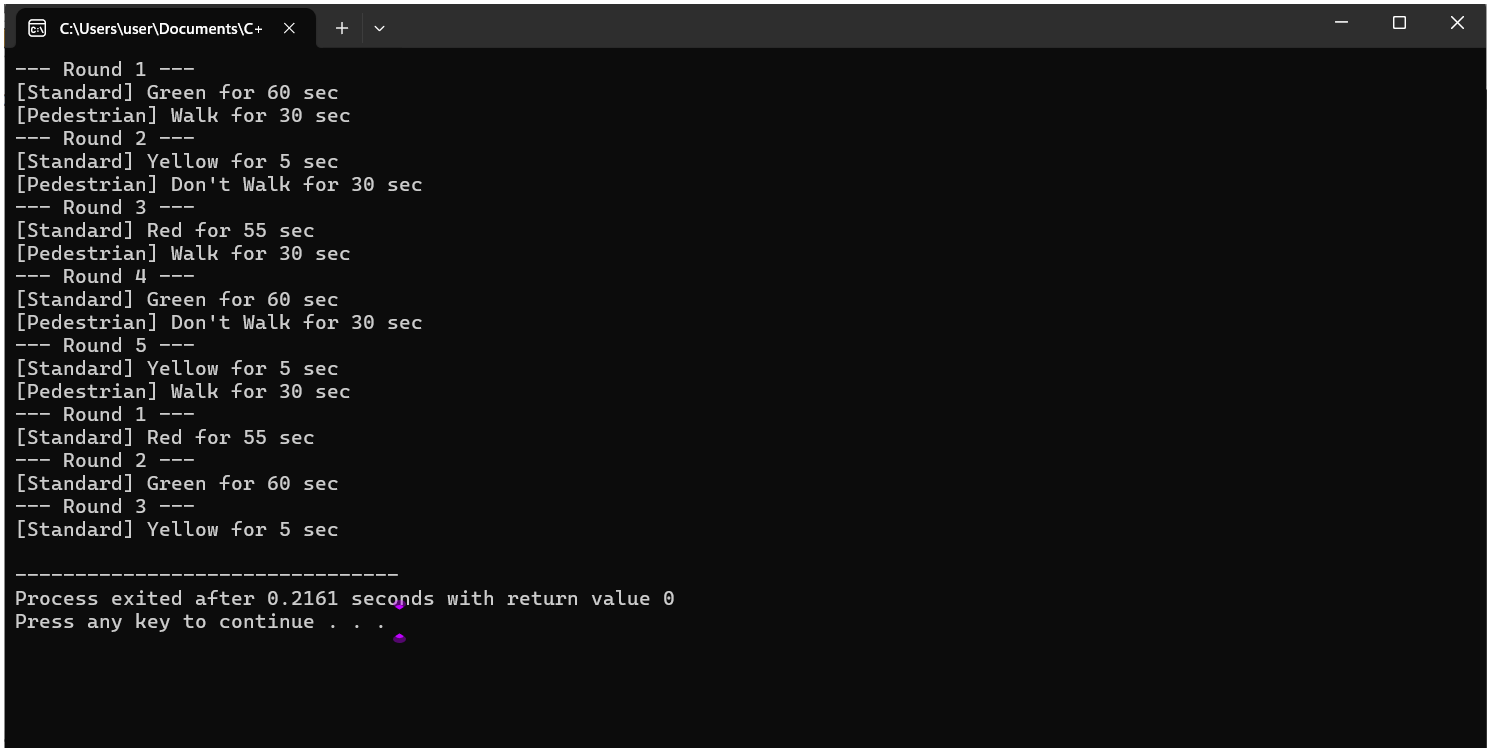 C:\Users\user\Documents\C+
--- Round 1 ---
[Standard] Green for 60 sec
[Pedestrian] Walk for 30 sec
--- Round 2 ---
[Standard] Yellow for 5 sec
[Pedestrian] Don't Walk for 30 sec
--- Round 3 ---
[Standard] Red for 55 sec
[Pedestrian] Walk for 30 sec
--- Round 4 ---
[Standard] Green for 60 sec
[Pedestrian] Don't Walk for 30 sec
--- Round 5 ---
[Standard] Yellow for 5 sec
[Pedestrian] Walk for 30 sec
--- Round 1 ---
[Standard] Red for 55 sec
--- Round 2 ---
[Standard] Green for 60 sec
--- Round 3 ---
[Standard] Yellow for 5 sec
--------------------------------
Process exited after 0.2161 seconds with return value 0
Press any key to continue . . .